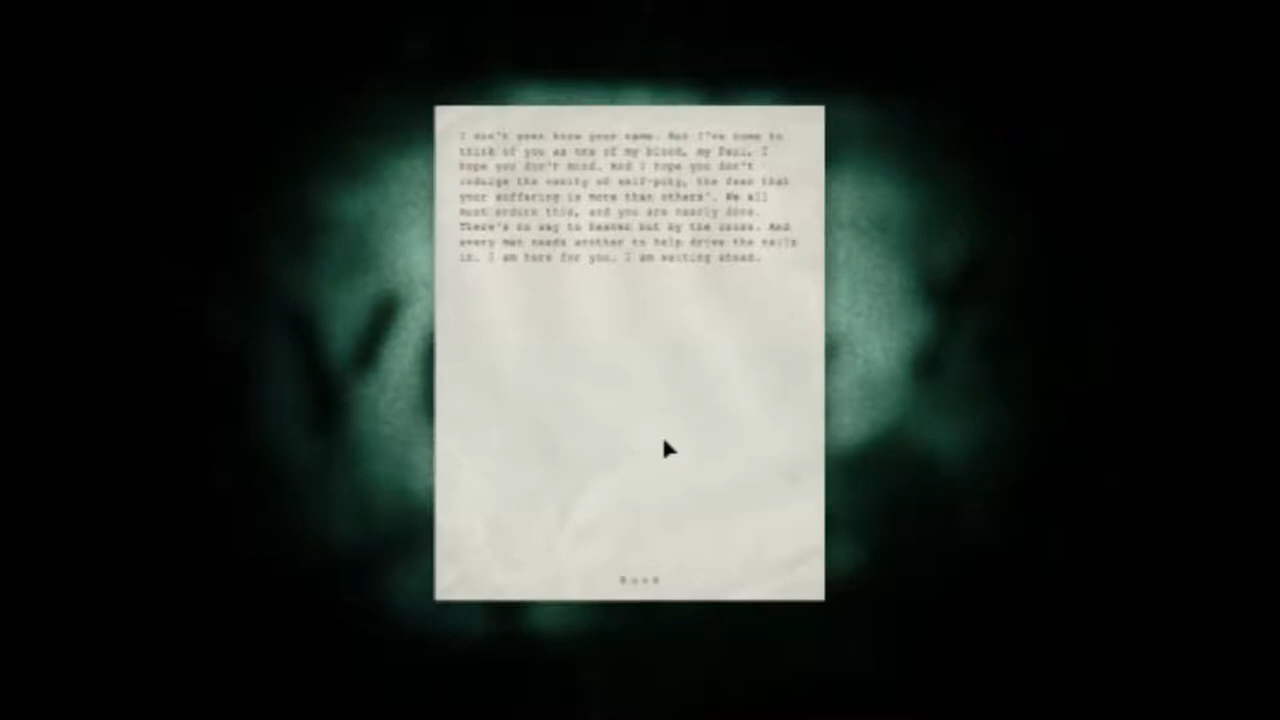 I don't even know your name. But I've come to
think of you as one of my blood, my Paul. I
hope you don't mind. And I hope you don't
indulge the vanity of self-pity, the fear that
your suffering is more than others'. We all
must endure this, and you are nearly done.
There's no way to heaven but by the cross. And
every man needs another to help drive the nails
in. I am here for you. I am waiting ahead.